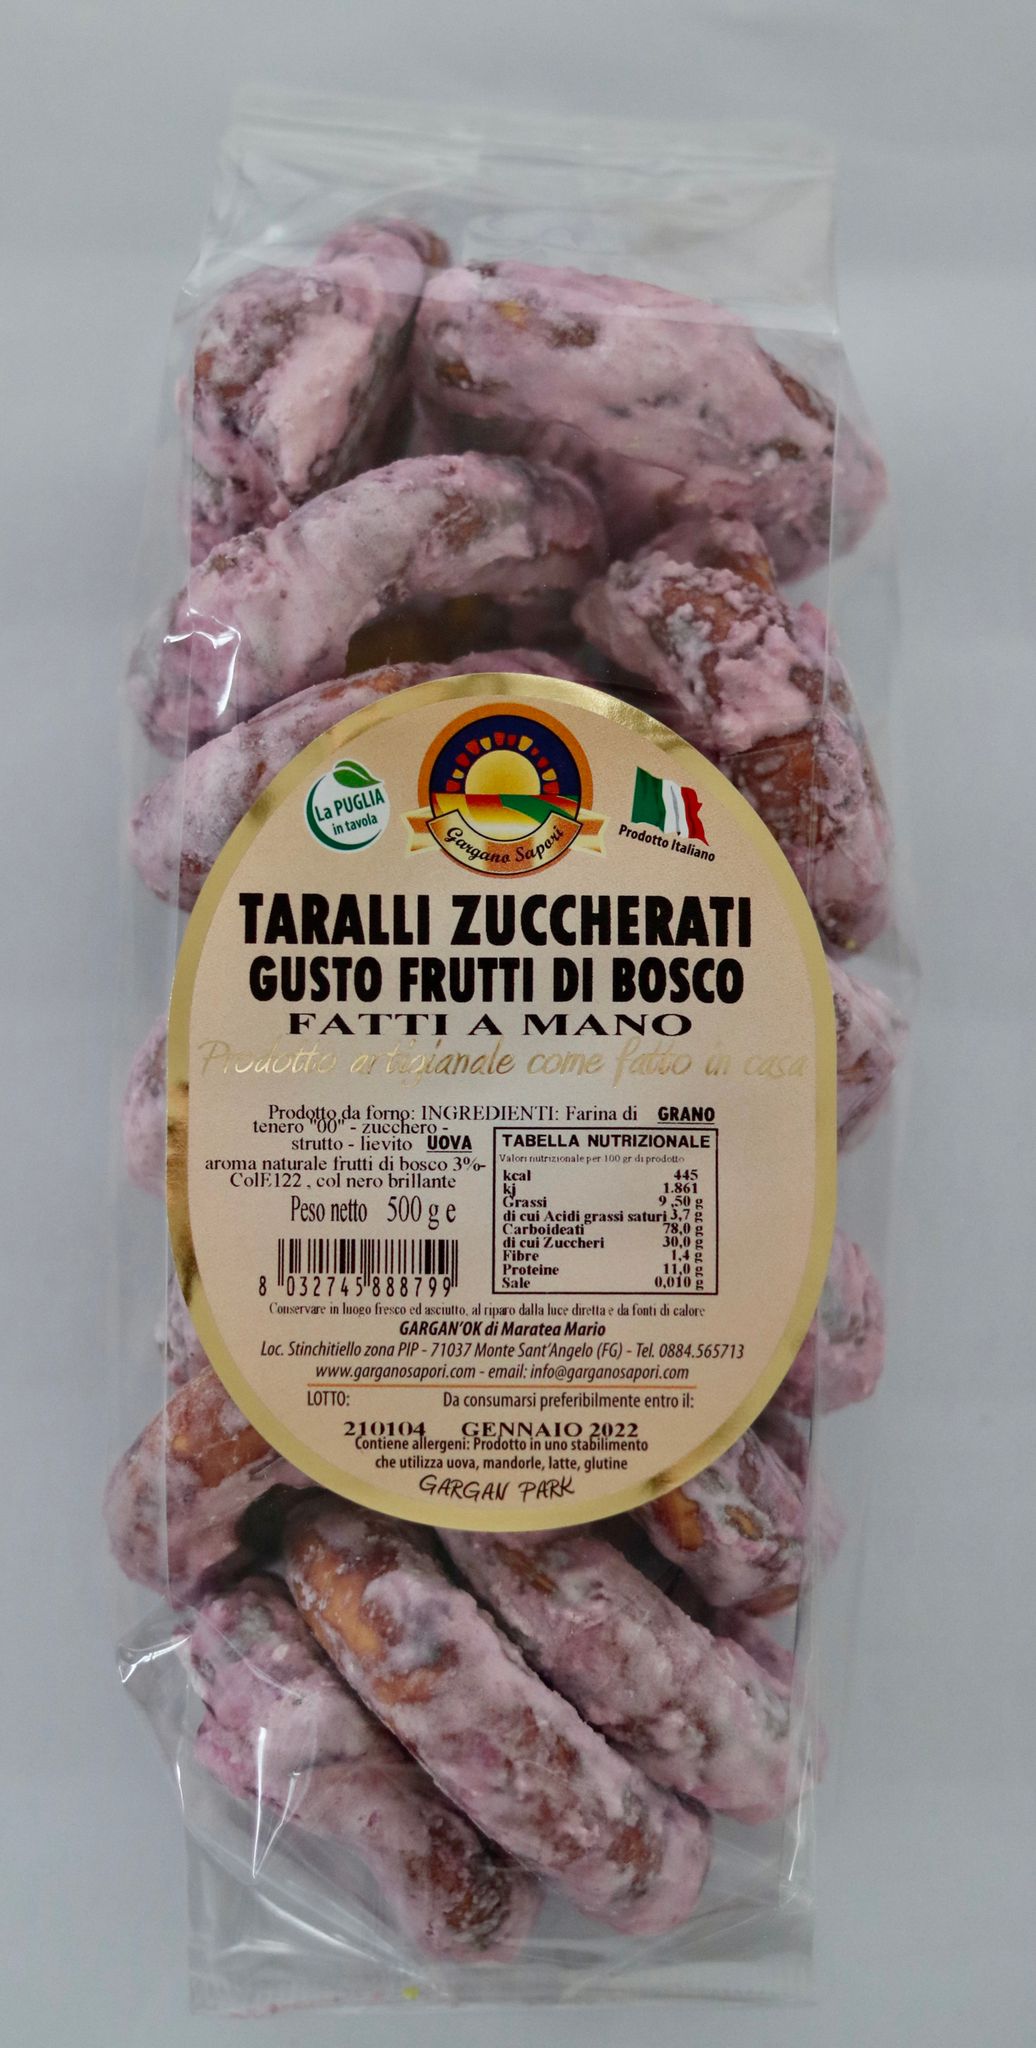 La PUGLIA
in tavola
Gargano Sapori
Prodotto Italiano
TARALLI ZUCCHERATI
GUSTO FRUTTI DI BOSCO
FATTI A MANO
Prodotto artigianale come fatto in casa
Prodotto da forno: INGREDIENTI: Farina di GRANO
tenero "00" - zucchero -
strutto - lievito UOVA
aroma naturale frutti di bosco 3%-
ColE122 , col nero brillante
Peso netto 500 g e
8 032745 888799
TABELLA NUTRIZIONALE
Valori nutrizionale per 100 gr di prodotto
kcal 445
kj 1.861
Grassi 9 ,50 g
di cui Acidi grassi saturi 3,7 g
Carboideati 78,0 g
di cui Zuccheri 30,0 g
Fibre 1,4 g
Proteine 11,0 g
Sale 0,010 g
Conservare in luogo fresco ed asciutto, al riparo dalla luce diretta e da fonti di calore
GARGAN'OK di Maratea Mario
Loc. Stinchitiello zona PIP - 71037 Monte Sant'Angelo (FG) - Tel. 0884.565713
www.garganosapori.com - email: info@garganosapori.com
LOTTO: Da consumarsi preferibilmente entro il:
210104 GENNAIO 2022
Contiene allergeni: Prodotto in uno stabilimento
che utilizza uova, mandorle, latte, glutine
GARGAN PARK